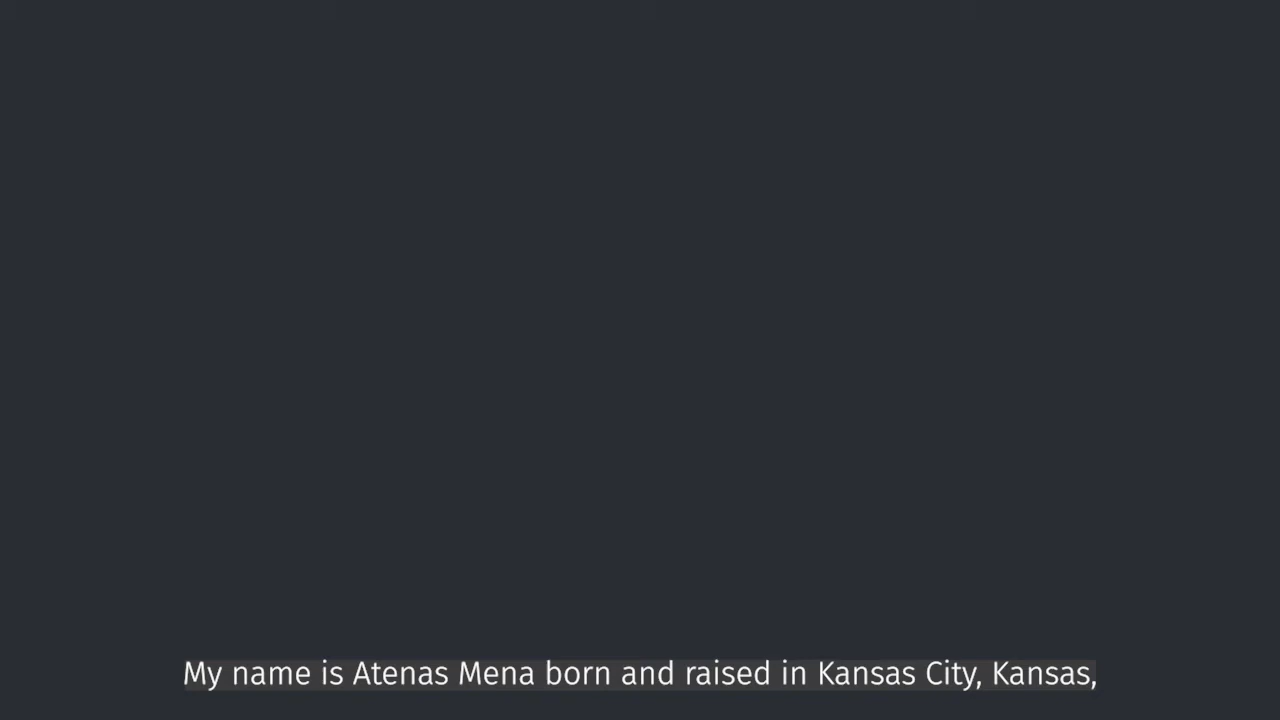 My name is Atenas Mena born and raised in Kansas City, Kansas,